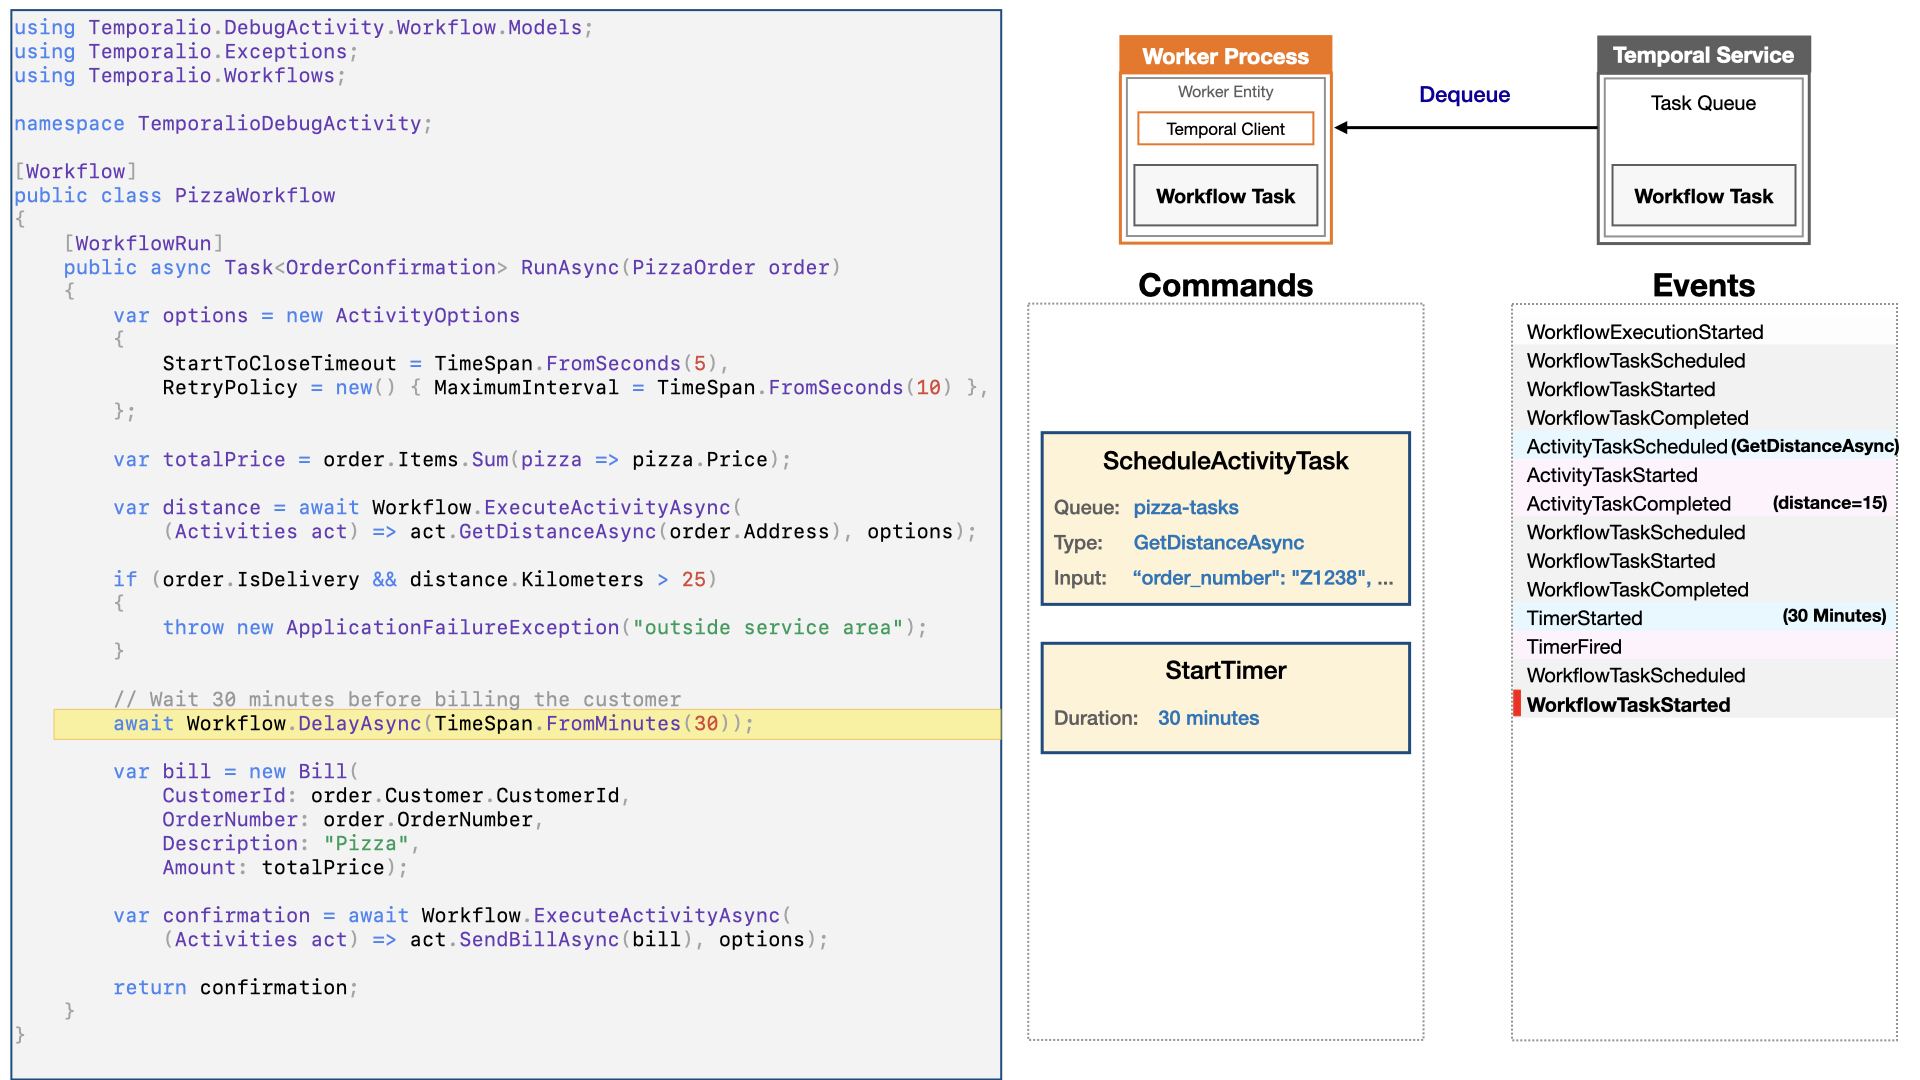 using Temporalio.DebugActivity.Workflow.Models;
using Temporalio.Exceptions;
using Temporalio.Workflows;
namespace TemporalioDebugActivity;
[Workflow]
public class PizzaWorkflow
{
[WorkflowRun]
public async Task<OrderConfirmation> RunAsync(PizzaOrder order)
{
var options = new ActivityOptions
{
StartToCloseTimeout = TimeSpan.FromSeconds(5),
RetryPolicy = new() { MaximumInterval = TimeSpan.FromSeconds(10) },
};
var totalPrice = order.Items.Sum(pizza => pizza.Price);
var distance = await Workflow.ExecuteActivityAsync(
(Activities act) => act.GetDistanceAsync(order.Address), options);
if (order.IsDelivery && distance.Kilometers > 25)
{
throw new ApplicationFailureException("outside service area");
}
// Wait 30 minutes before billing the customer
await Workflow.DelayAsync(TimeSpan.FromMinutes(30));
var bill = new Bill(
CustomerId: order.Customer.CustomerId,
OrderNumber: order.OrderNumber,
Description: "Pizza",
Amount: totalPrice);
var confirmation = await Workflow.ExecuteActivityAsync(
(Activities act) => act.SendBillAsync(bill), options);
return confirmation;
}
}
Worker Process
Worker Entity
Temporal Client
Workflow Task
Dequeue
Temporal Service
Task Queue
Workflow Task
Commands
ScheduleActivityTask
Queue: pizza-tasks
Type: GetDistanceAsync
Input: “order_number": "Z1238", ...
StartTimer
Duration: 30 minutes
Events
WorkflowExecutionStarted
WorkflowTaskScheduled
WorkflowTaskStarted
WorkflowTaskCompleted
ActivityTaskScheduled (GetDistanceAsync)
ActivityTaskStarted
ActivityTaskCompleted (distance=15)
WorkflowTaskScheduled
WorkflowTaskStarted
WorkflowTaskCompleted
TimerStarted (30 Minutes)
TimerFired
WorkflowTaskScheduled
WorkflowTaskStarted